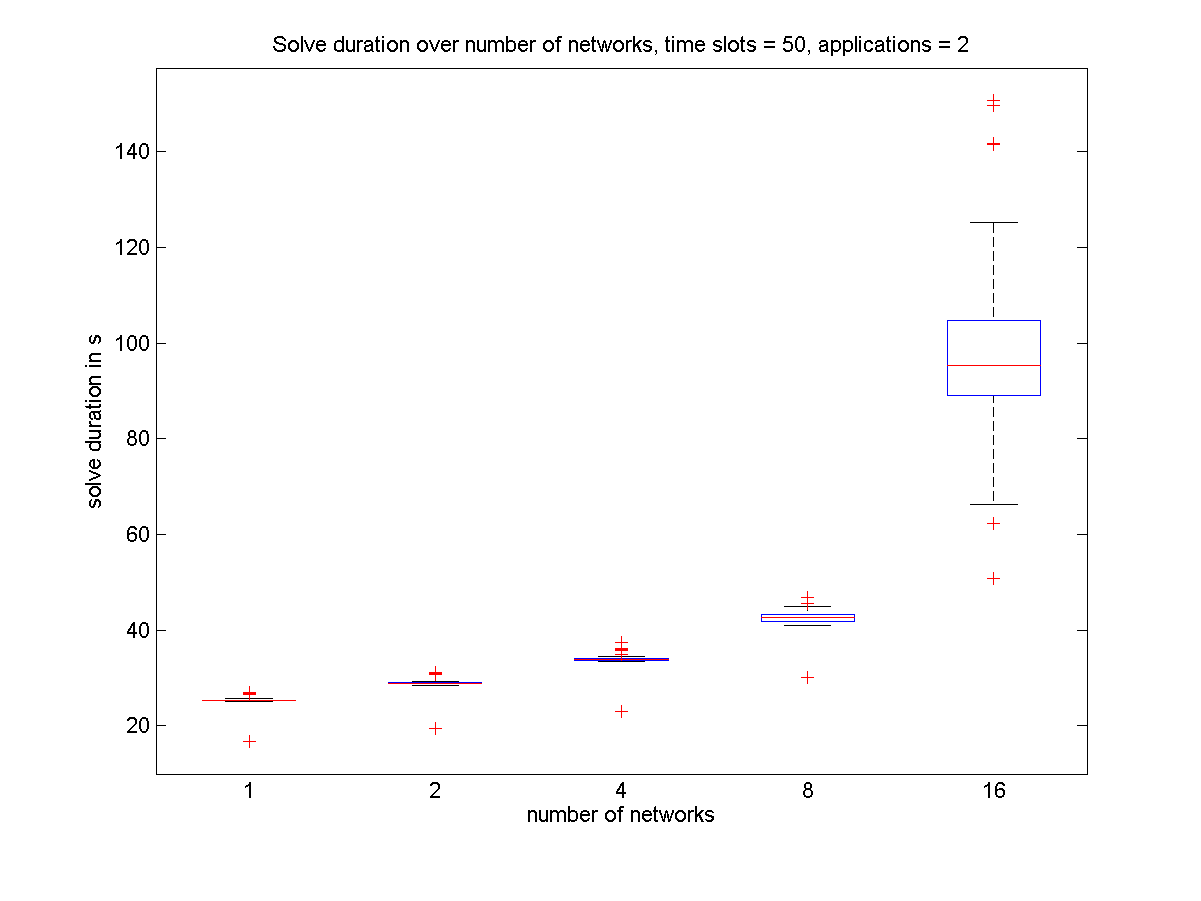 Solve duration over number of networks, time slots = 50, applications = 2
140
120
100
80
60
40
20
solve duration in s
1 2 4 8 16
number of networks